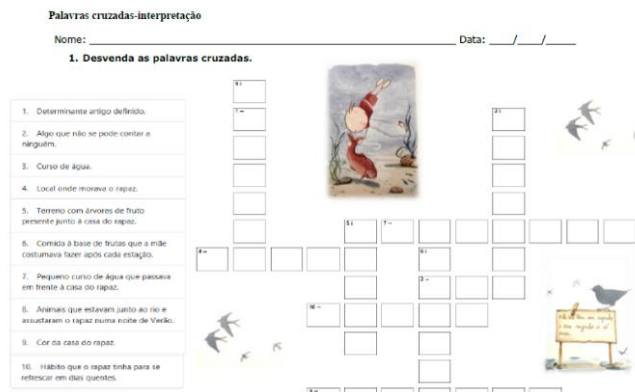 Palavras cruzadas-interpretação
Nome: ______ Data: ___/___/___
1. Desvenda as palavras cruzadas.
1. Determinante artigo definido.
2. Algo que não se pode contar a
ninguém.
3. Curso de água.
4. Local onde morava o rapaz.
5. Terreno com árvores de fruto
presente junto à casa do rapaz.
6. Comida à base de frutas que a mãe
costumava fazer após cada estação.
7. Pequeno curso de água que passava
em frente à casa do rapaz.
8. Animais que estavam junto ao rio e
assustaram o rapaz numa noite de Verão.
9. Cor da casa do rapaz.
10. Hábito que o rapaz tinha para se
refrescar em dias quentes.